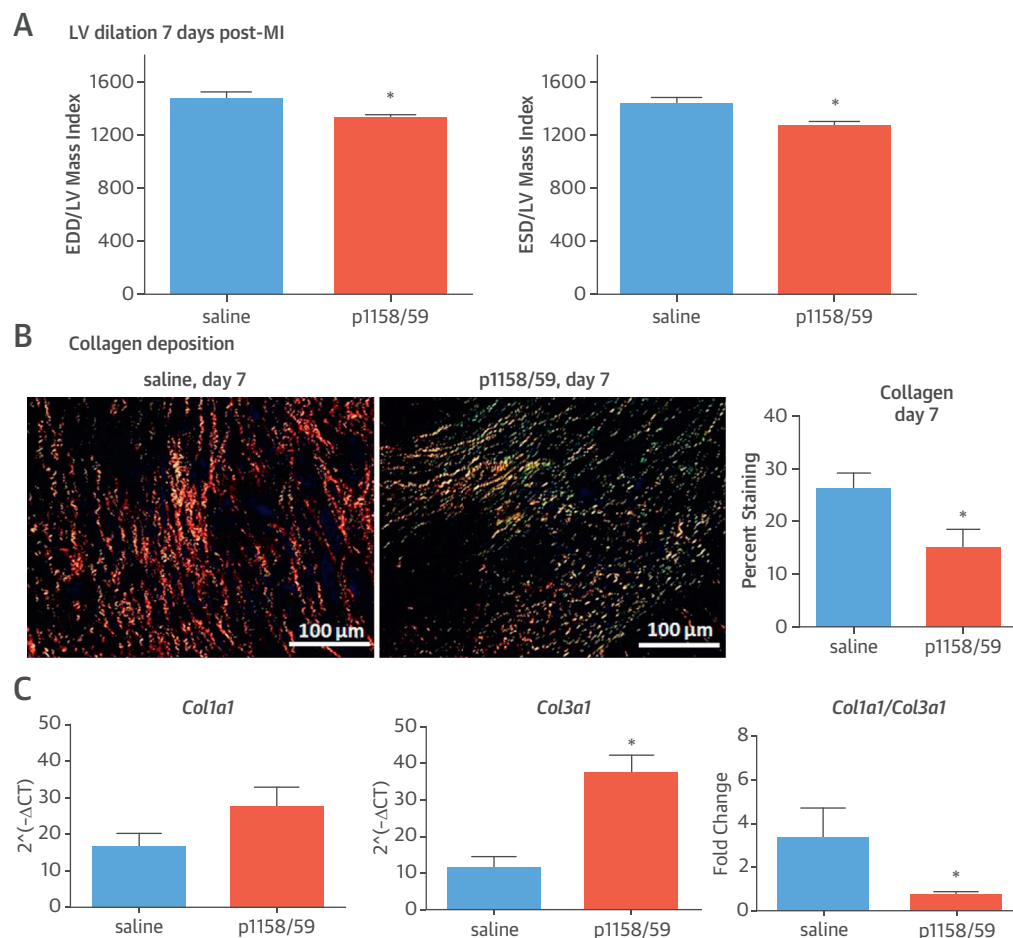 A
LV dilation 7 days post-MI
EDD/LV Mass Index
1600
1200
800
400
0
*
saline
p1158/59
ESD/LV Mass Index
1600
1200
800
400
0
*
saline
p1158/59
B
Collagen deposition
saline, day 7
100 µm
p1158/59, day 7
100 µm
Collagen
day 7
Percent Staining
40
30
20
10
0
*
saline
p1158/59
C
Col1a1
2^(-ΔCT)
50
40
30
20
10
0
saline
p1158/59
Col3a1
2^(-ΔCT)
50
40
30
20
10
0
*
saline
p1158/59
Col1a1/Col3a1
Fold Change
8
6
4
2
0
*
saline
p1158/59